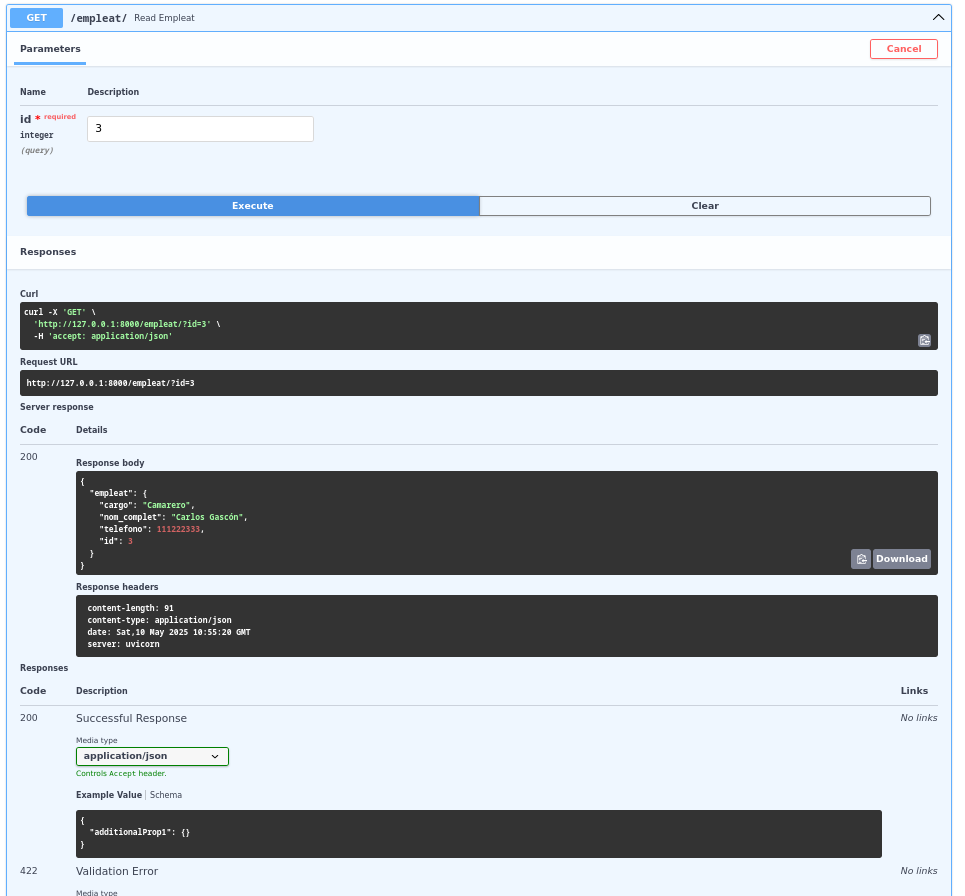 GET /empleat/ Read Empleat
Parameters
Cancel
Name Description
id * required
integer
(query)
3
Execute
Clear
Responses
Curl
curl -X 'GET' \
'http://127.0.0.1:8000/empleat/?id=3' \
-H 'accept: application/json'
Request URL
http://127.0.0.1:8000/empleat/?id=3
Server response
Code Details
200
Response body
{
"empleat": {
"cargo": "Camarero",
"nom_complet": "Carlos Gascón",
"telefono": 111222333,
"id": 3
}
}
Download
Response headers
content-length: 91
content-type: application/json
date: Sat,10 May 2025 10:55:20 GMT
server: uvicorn
Responses
Code Description Links
200 Successful Response No links
Media type
application/json
Controls Accept header.
Example Value Schema
{
"additionalProp1": {}
}
422 Validation Error No links
Media type